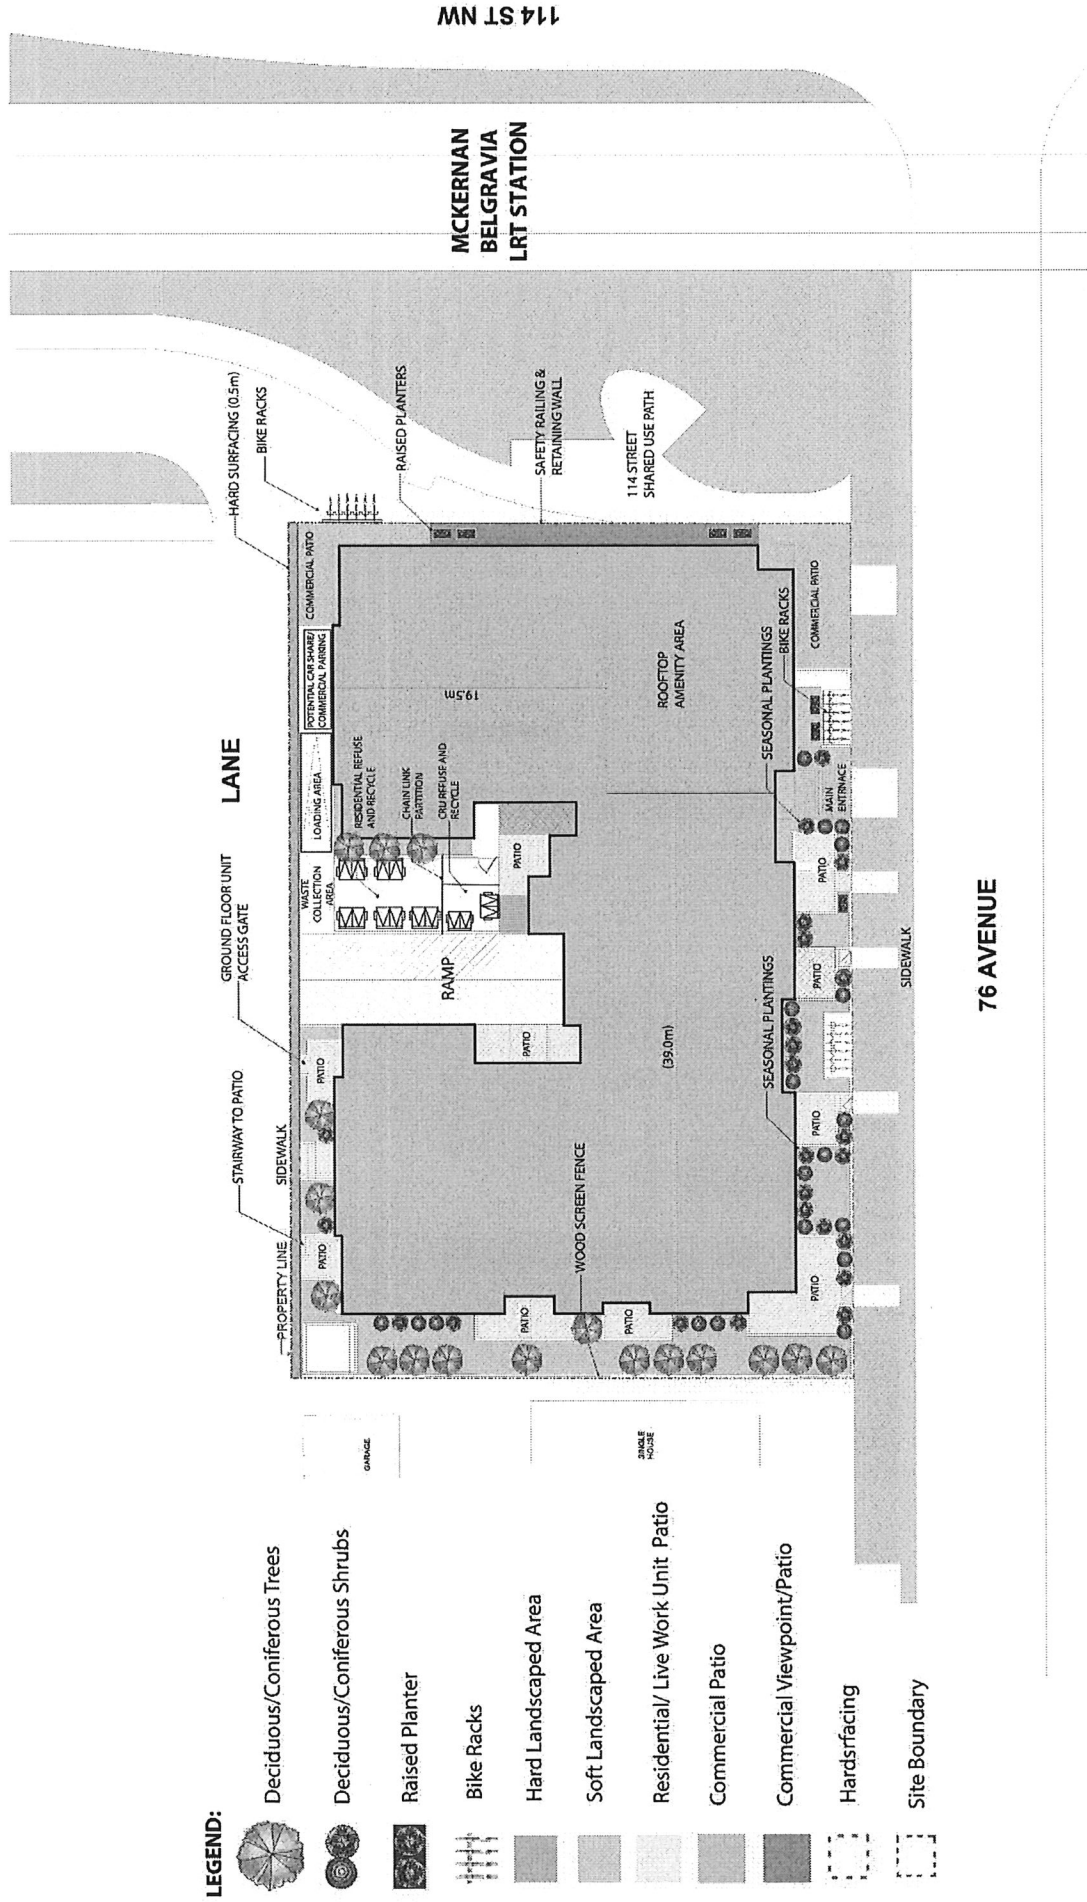 114 ST NW
MCKERNAN
BELGRAVIA
LRT STATION
HARD SURFACING (0.5m)
BIKE RACKS
RAISED PLANTERS
SAFETY RAILING &
RETAINING WALL
114 STREET
SHARED USE PATH
LANE
COMMERCIAL PATIO
POTENTIAL CAR SHARE/
COMMERCIAL PARKING
LOADING AREA
WASTE
COLLECTION
AREA
RESIDENTIAL REFUSE
AND RECYCLE
CHAIN LINK
PARTITION
CRU REFUSE AND
RECYCLE
19.5m
ROOFTOP
AMENITY AREA
SEASONAL PLANTINGS
BIKE RACKS
COMMERCIAL PATIO
MAIN
ENTRNACE
PATIO
PATIO
RAMP
GROUND FLOOR UNIT
ACCESS GATE
STAIRWAY TO PATIO
SIDEWALK
PROPERTY LINE
PATIO
PATIO
PATIO
(39.0m)
SEASONAL PLANTINGS
PATIO
PATIO
PATIO
SIDEWALK
76 AVENUE
WOOD SCREEN FENCE
PATIO
PATIO
GARAGE
SINGLE
HOUSE
LEGEND:
Deciduous/Coniferous Trees
Deciduous/Coniferous Shrubs
Raised Planter
Bike Racks
Hard Landscaped Area
Soft Landscaped Area
Residential/ Live Work Unit Patio
Commercial Patio
Commercial Viewpoint/Patio
Hardsrfacing
Site Boundary